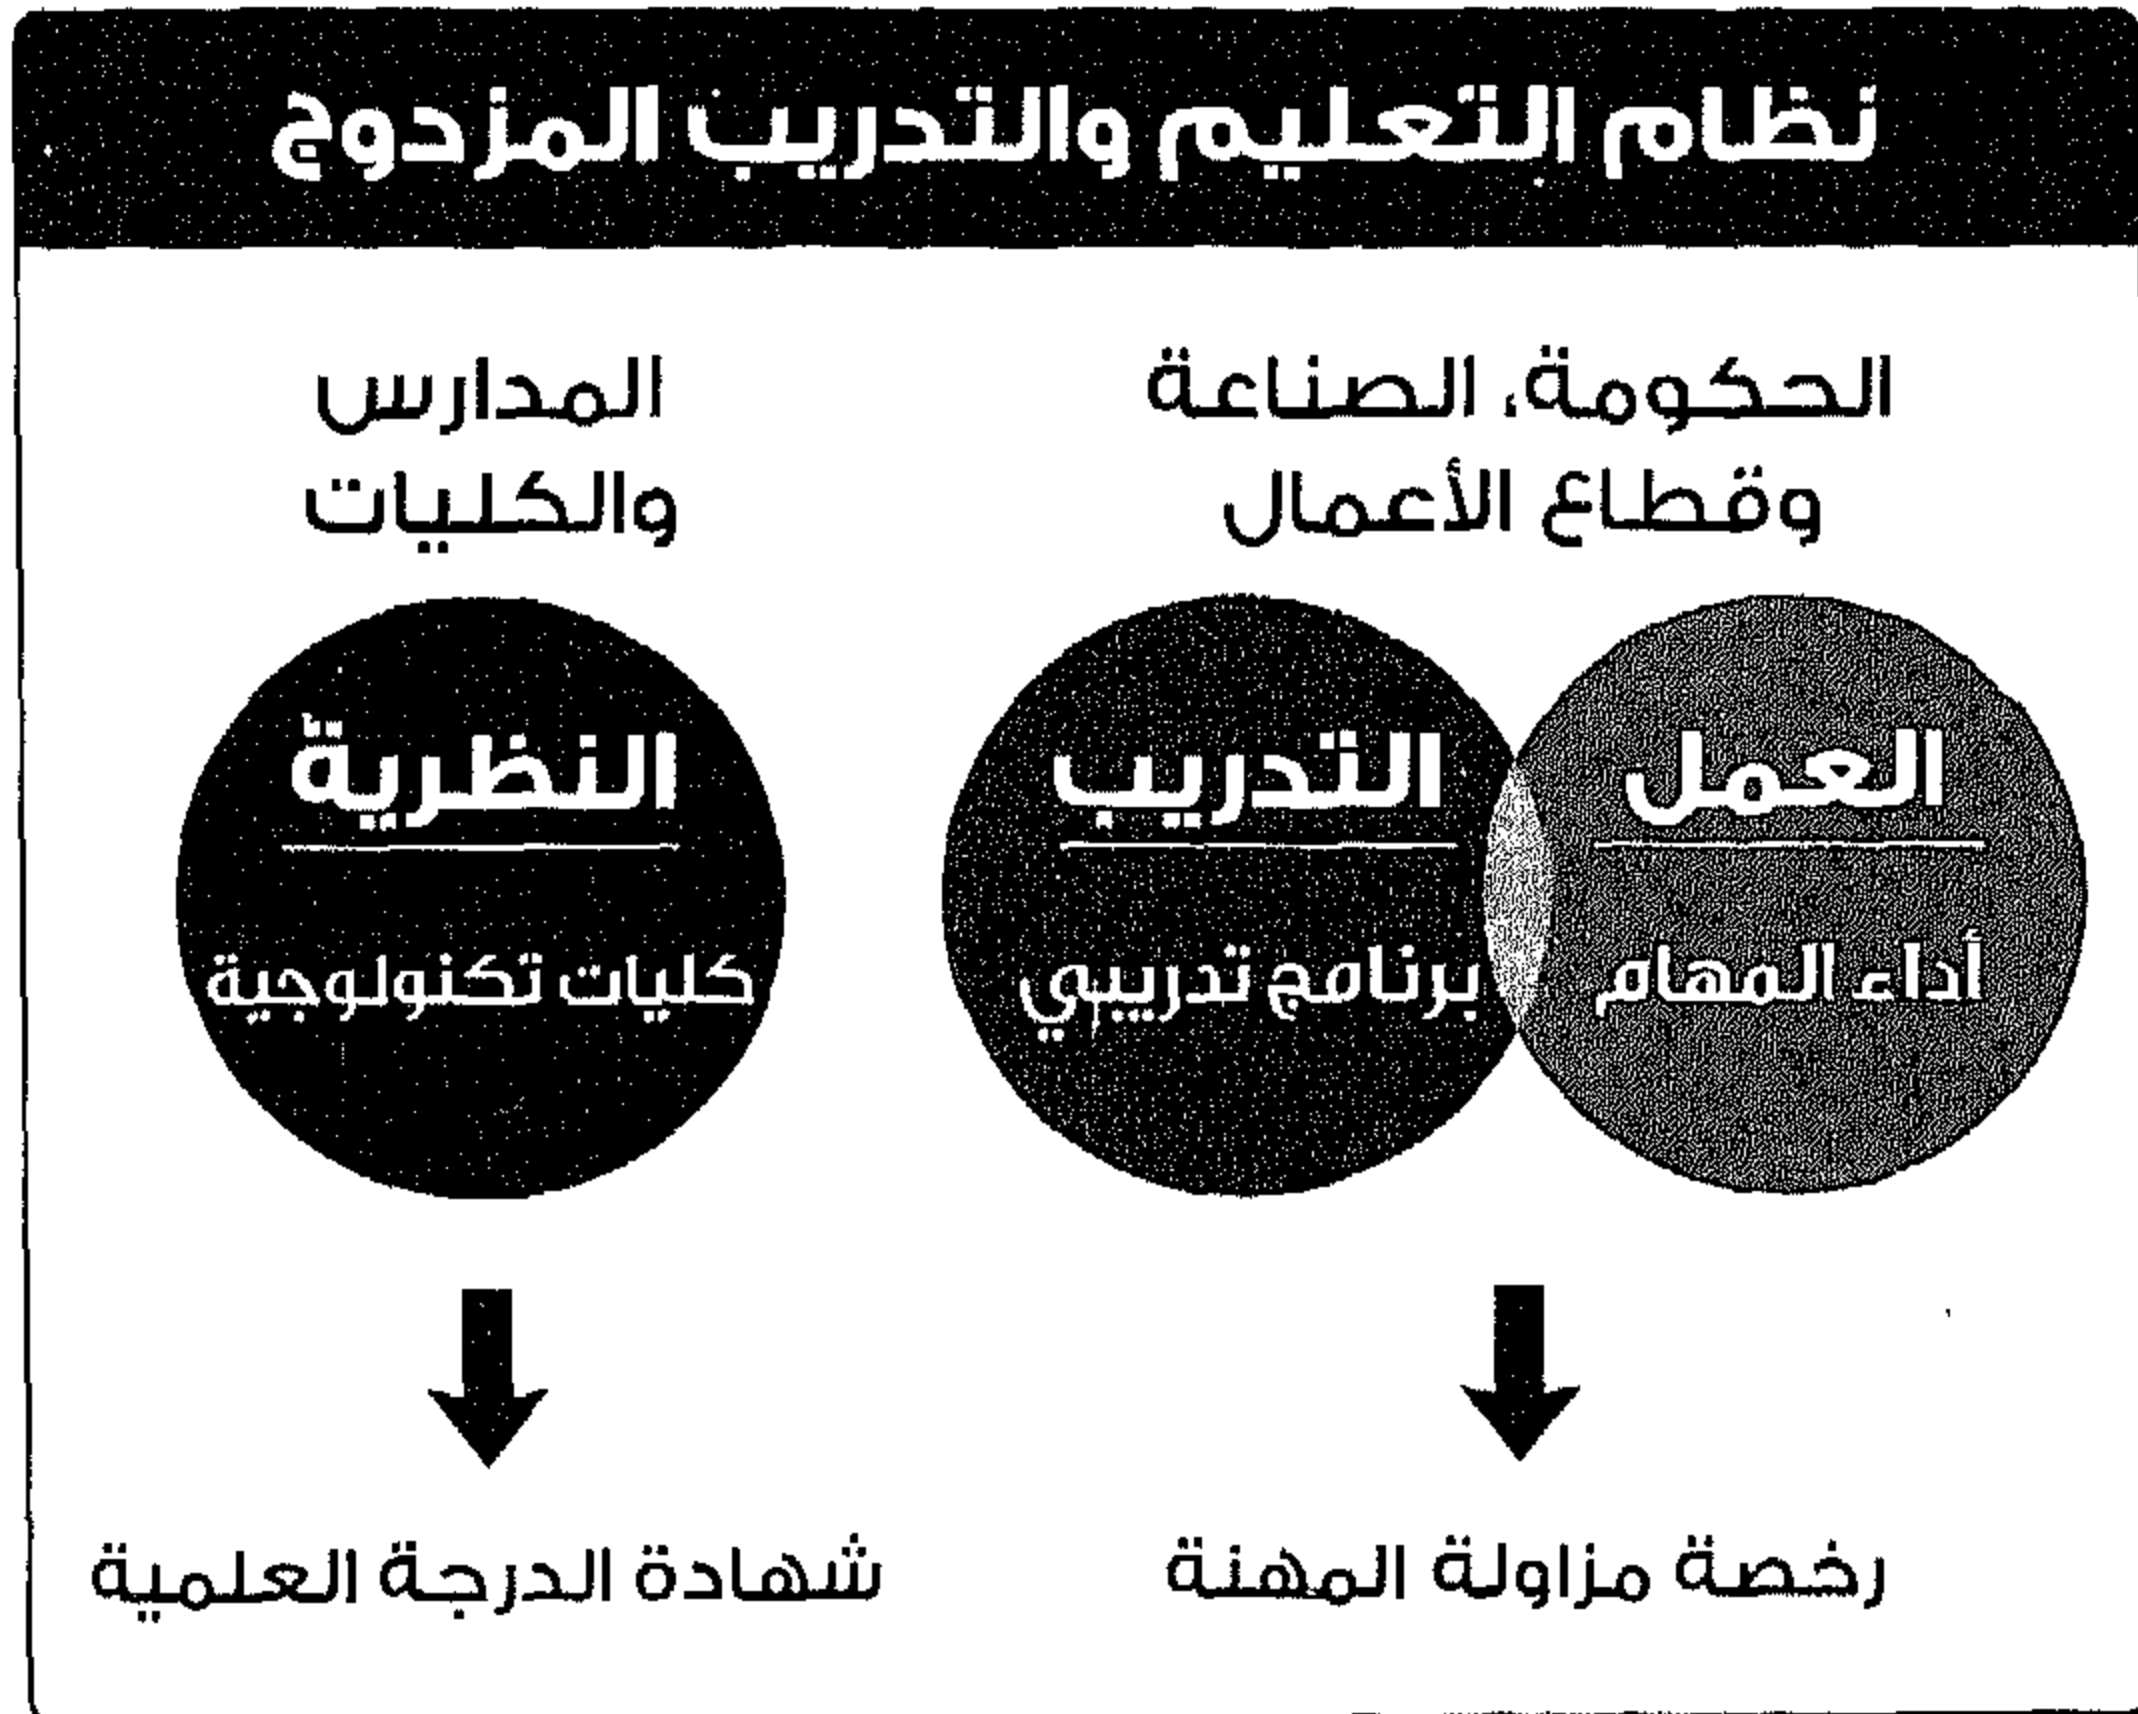 نظام التعليم والتدريب المزدوج
الحكومة، الصناعة
وقطاع الأعمال
العمل
أداء المهام
التدريب
برنامج تدريبي
رخصة مزاولة المهنة
المدارس
والكليات
النظرية
كليات تكنولوجية
شهادة الدرجة العلمية